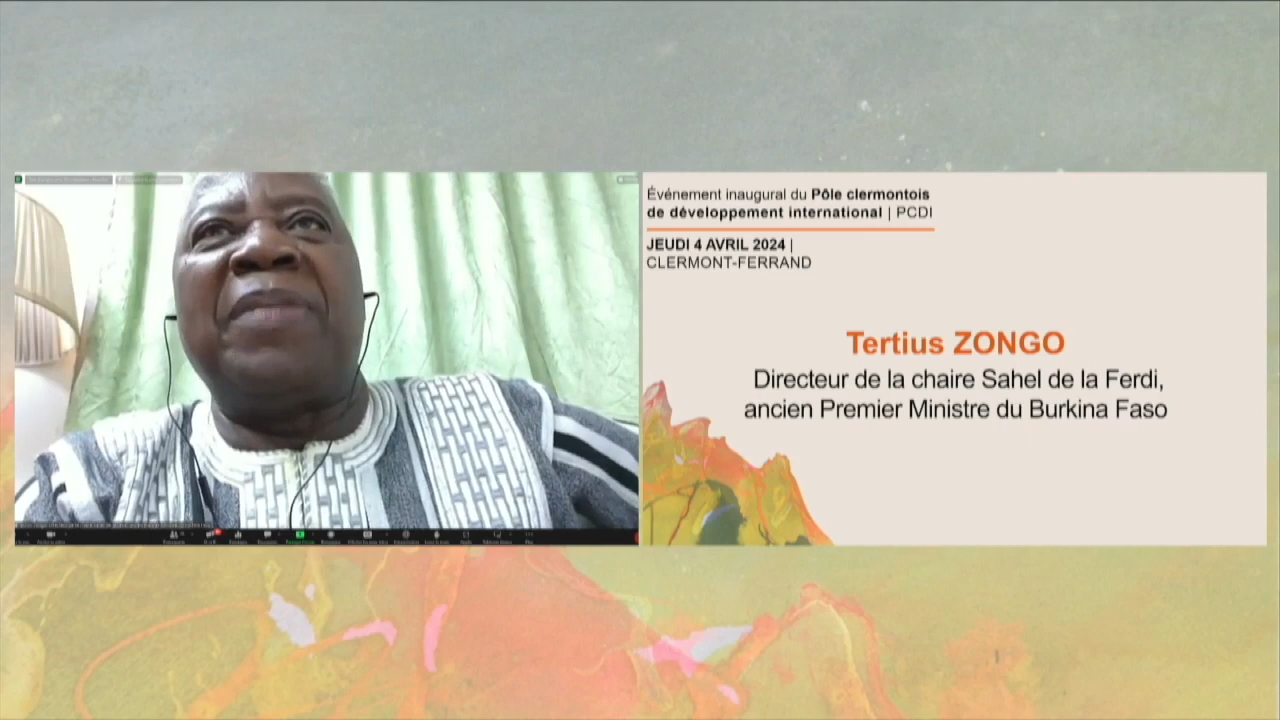 Événement inaugural du Pôle clermontois
de développement international | PCDI
JEUDI 4 AVRIL 2024 |
CLERMONT-FERRAND
Tertius ZONGO
Directeur de la chaire Sahel de la Ferdi,
ancien Premier Ministre du Burkina Faso